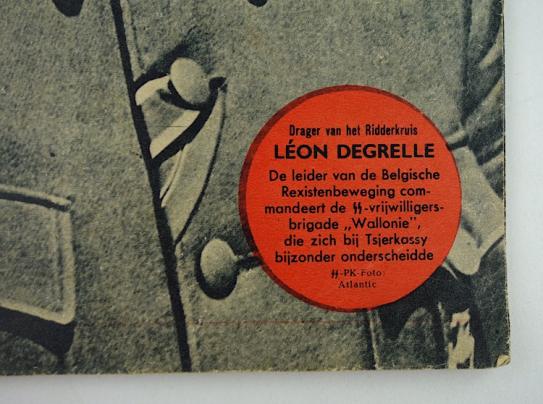 Drager van het Ridderkruis
LÉON DEGRELLE
De leider van de Belgische
Rexistenbeweging com-
mandeert de ᛋᛋ-vrijwilligers-
brigade „Wallonie”,
die zich bij Tsjerkassy
bijzonder onderscheidde
ᛋᛋ-PK-Foto:
Atlantic